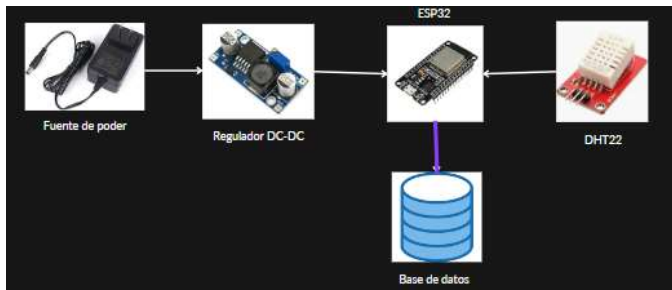 ESP32
Fuente de poder
Regulador DC-DC
DHT22
Base de datos